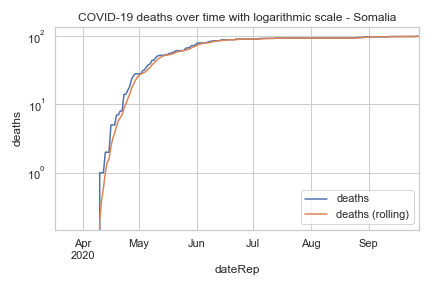 COVID-19 deaths over time with logarithmic scale - Somalia
deaths
10²
10¹
10⁰
Apr
2020
May
Jun
Jul
Aug
Sep
dateRep
deaths
deaths (rolling)